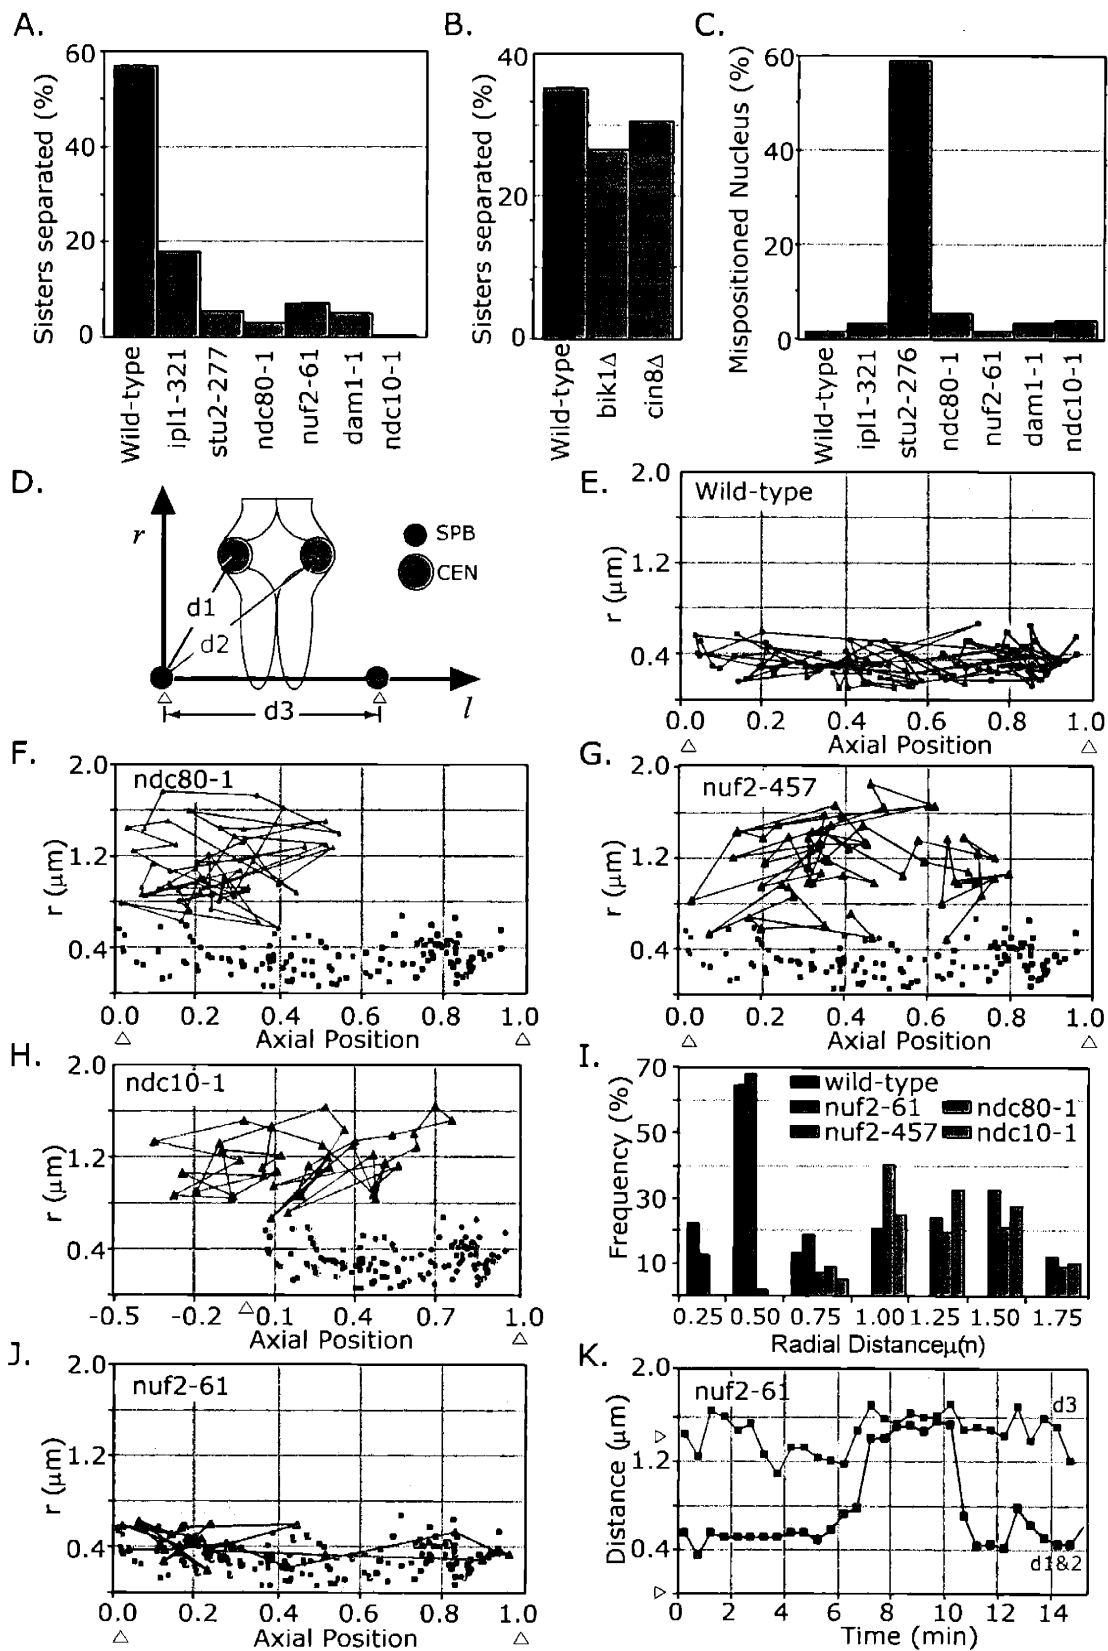 A.
B.
C.
60
40
20
0
Sisters separated (%)
Wild-type
ipl1-321
stu2-277
ndc80-1
nuf2-61
dam1-1
ndc10-1
40
20
0
Sisters separated (%)
Wild-type
bik1Δ
cin8Δ
60
40
20
0
Mispositioned Nucleus (%)
Wild-type
ipl1-321
stu2-276
ndc80-1
nuf2-61
dam1-1
ndc10-1
D.
r
SPB
CEN
d1
d2
d3
l
E.
Wild-type
2.0
1.2
0.4
r (μm)
0.0 0.2 0.4 0.6 0.8 1.0
Axial Position
F.
ndc80-1
2.0
1.2
0.4
r (μm)
0.0 0.2 0.4 0.6 0.8 1.0
Axial Position
G.
nuf2-457
2.0
1.2
0.4
r (μm)
0.0 0.2 0.4 0.6 0.8 1.0
Axial Position
H.
ndc10-1
2.0
1.2
0.4
r (μm)
-0.5 -0.2 0.1 0.4 0.7 1.0
Axial Position
I.
70
50
30
10
Frequency (%)
wild-type
nuf2-61 ndc80-1
nuf2-457 ndc10-1
0.25 0.50 0.75 1.00 1.25 1.50 1.75
Radial Distanceμ(n)
J.
nuf2-61
2.0
1.2
0.4
r (μm)
0.0 0.2 0.4 0.6 0.8 1.0
Axial Position
K.
nuf2-61
2.0
1.2
0.4
Distance (μm)
d3
d1&2
0 2 4 6 8 10 12 14
Time (min)